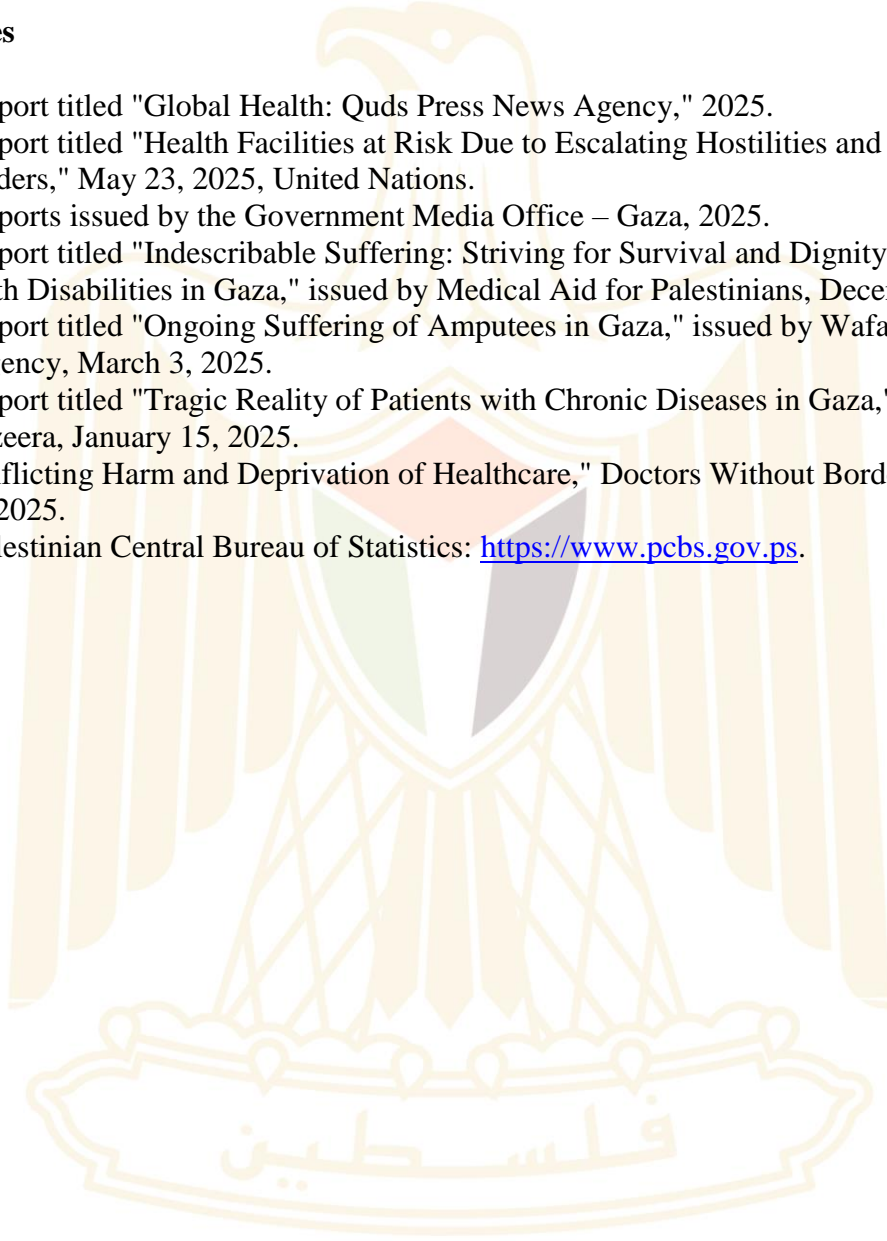 es
port titled "Global Health: Quds Press News Agency," 2025.
port titled "Health Facilities at Risk Due to Escalating Hostilities and
ders," May 23, 2025, United Nations.
ports issued by the Government Media Office – Gaza, 2025.
port titled "Indescribable Suffering: Striving for Survival and Dignity
th Disabilities in Gaza," issued by Medical Aid for Palestinians, Decem
port titled "Ongoing Suffering of Amputees in Gaza," issued by Wafa
ency, March 3, 2025.
port titled "Tragic Reality of Patients with Chronic Diseases in Gaza,"
zeera, January 15, 2025.
nflicting Harm and Deprivation of Healthcare," Doctors Without Bord
2025.
lestinian Central Bureau of Statistics: https://www.pcbs.gov.ps.
فلسطين